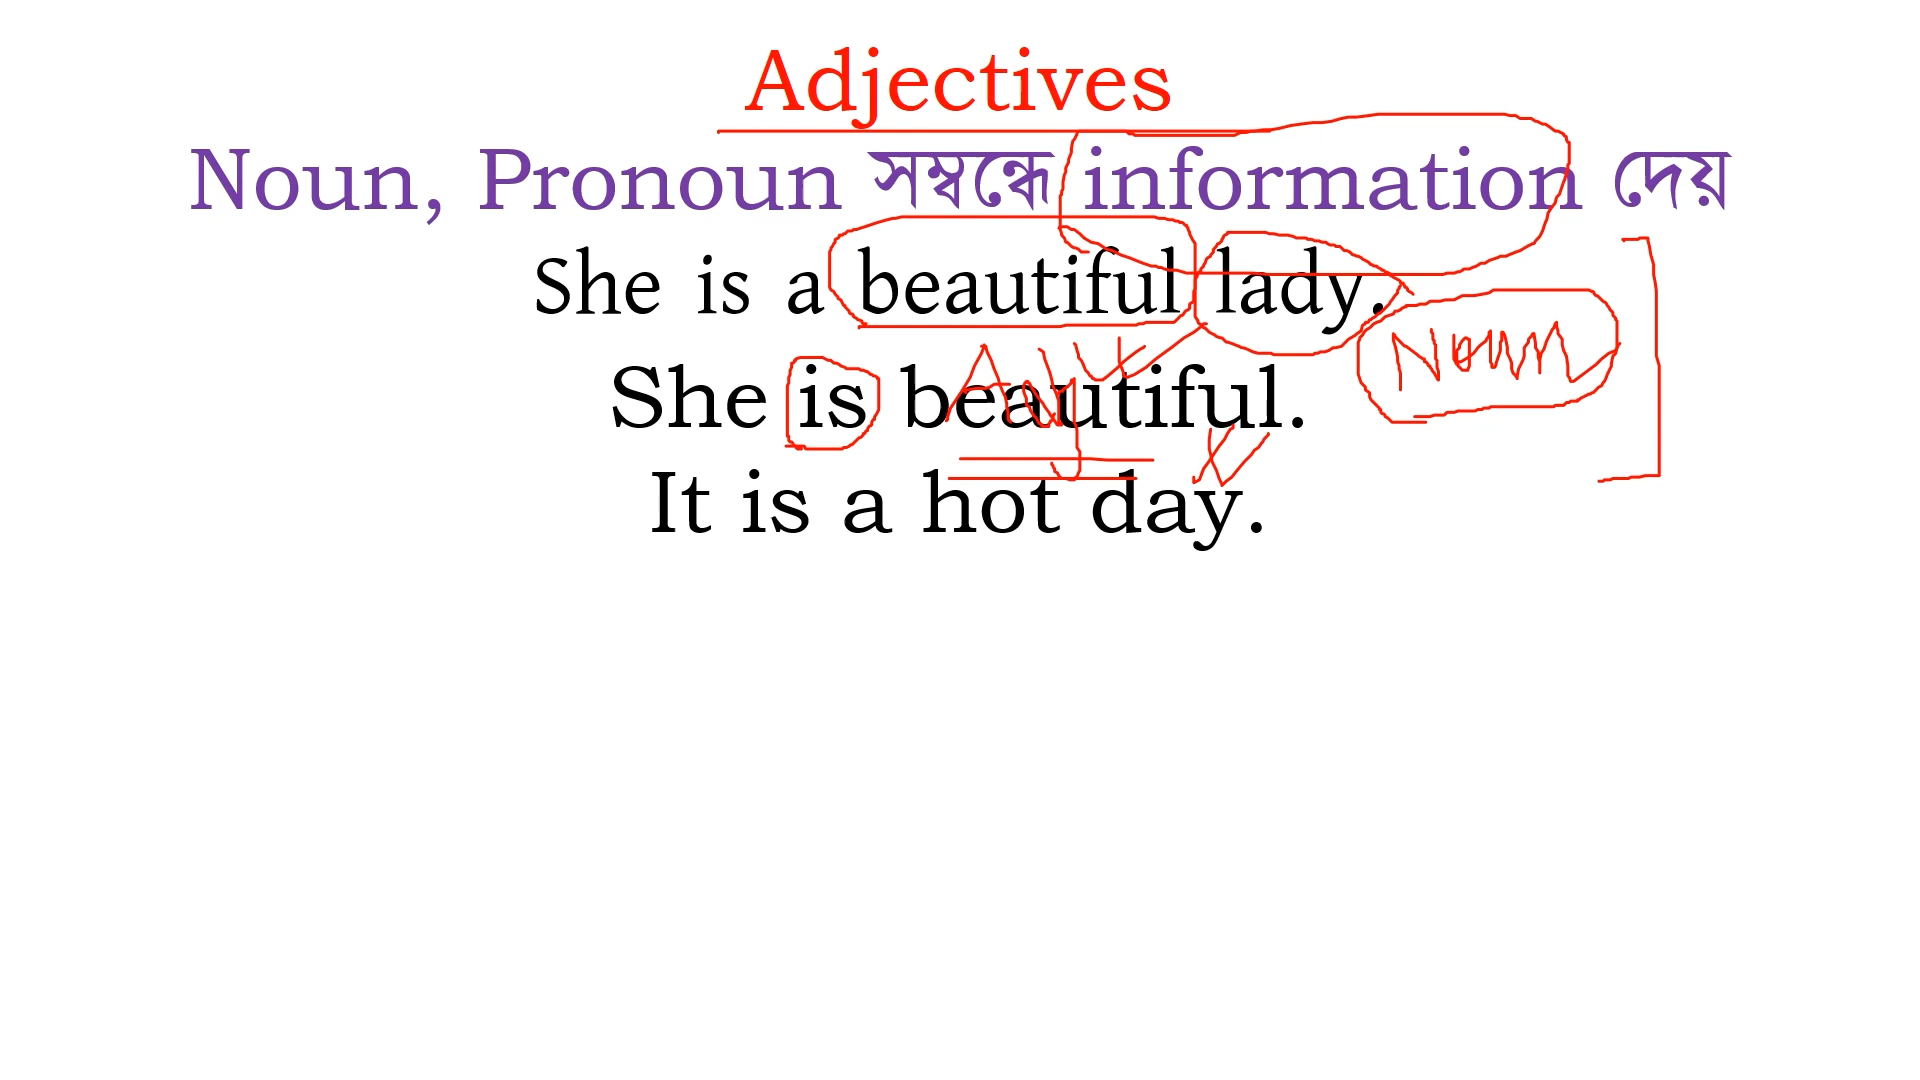 Adjectives
Noun, Pronoun সম্বন্ধে information দেয়
She is a beautiful lady.
Noun
She is beautiful.
It is a hot day.